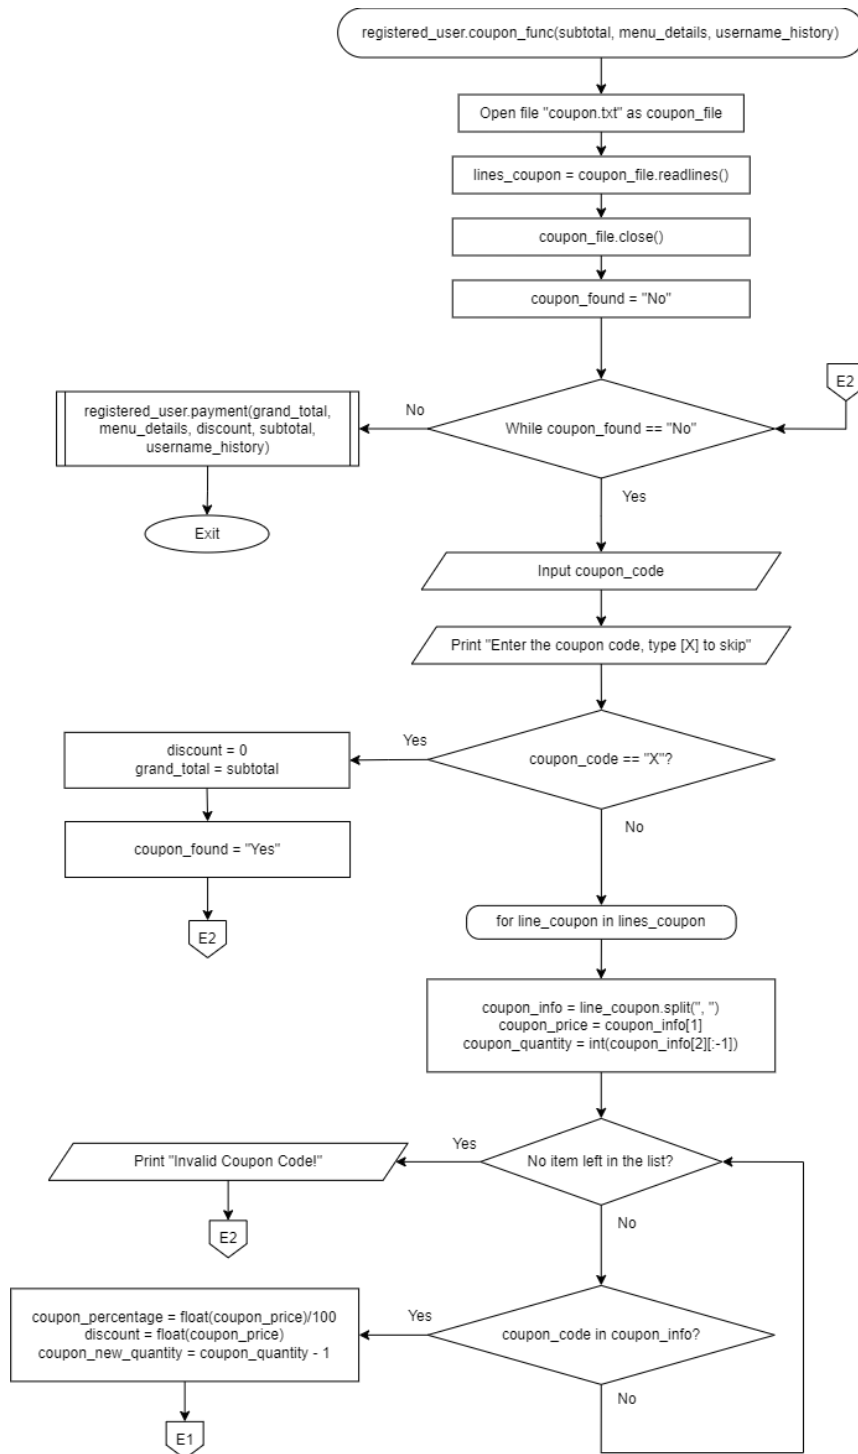 registered_user.coupon_func(subtotal, menu_details, username_history)
Open file "coupon.txt" as coupon_file
lines_coupon = coupon_file.readlines()
coupon_file.close()
coupon_found = "No"
E2
registered_user.payment(grand_total,
menu_details, discount, subtotal,
username_history)
No
While coupon_found == "No"
Exit
Yes
Input coupon_code
Print "Enter the coupon code, type [X] to skip"
discount = 0
grand_total = subtotal
Yes
coupon_code == "X"?
coupon_found = "Yes"
No
E2
for line_coupon in lines_coupon
coupon_info = line_coupon.split(", ")
coupon_price = coupon_info[1]
coupon_quantity = int(coupon_info[2][:-1])
Print "Invalid Coupon Code!"
Yes
No item left in the list?
E2
No
coupon_percentage = float(coupon_price)/100
discount = float(coupon_price)
coupon_new_quantity = coupon_quantity - 1
Yes
coupon_code in coupon_info?
No
E1